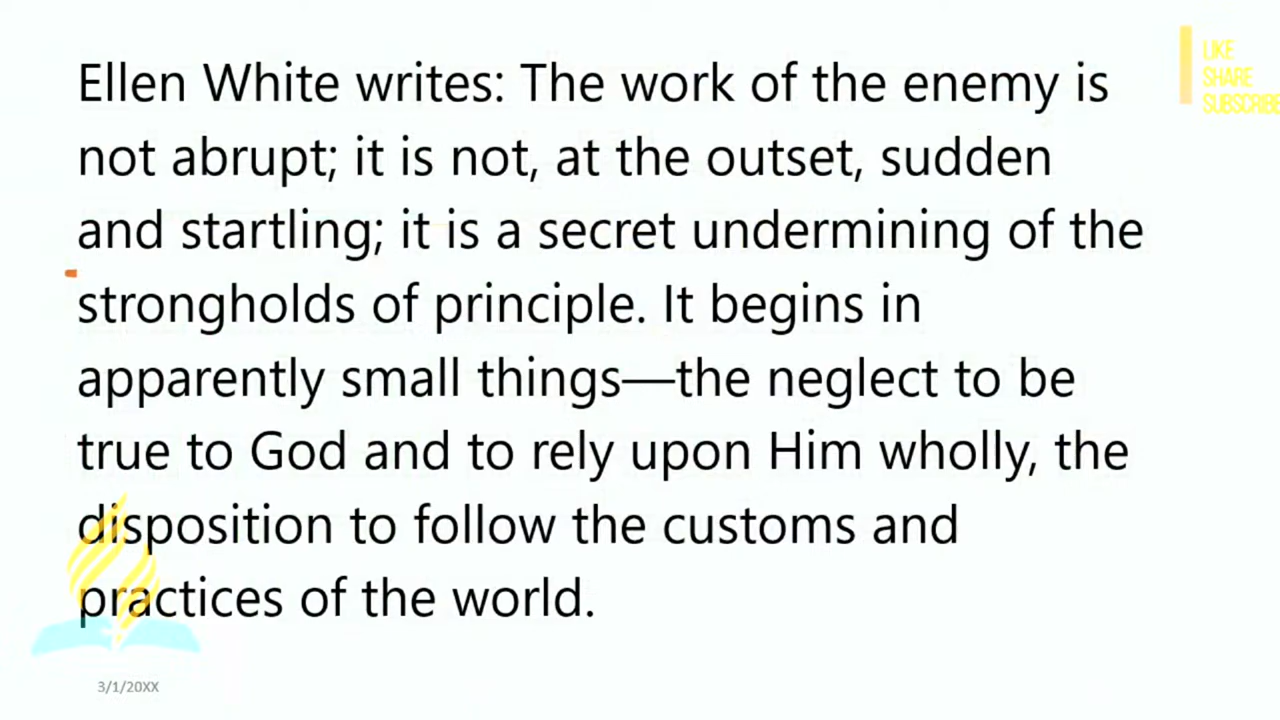 Ellen White writes: The work of the enemy is
not abrupt; it is not, at the outset, sudden
and startling; it is a secret undermining of the
strongholds of principle. It begins in
apparently small things—the neglect to be
true to God and to rely upon Him wholly, the
disposition to follow the customs and
practices of the world.
LIKE
SHARE
SUBSCRIBE
3/1/20XX